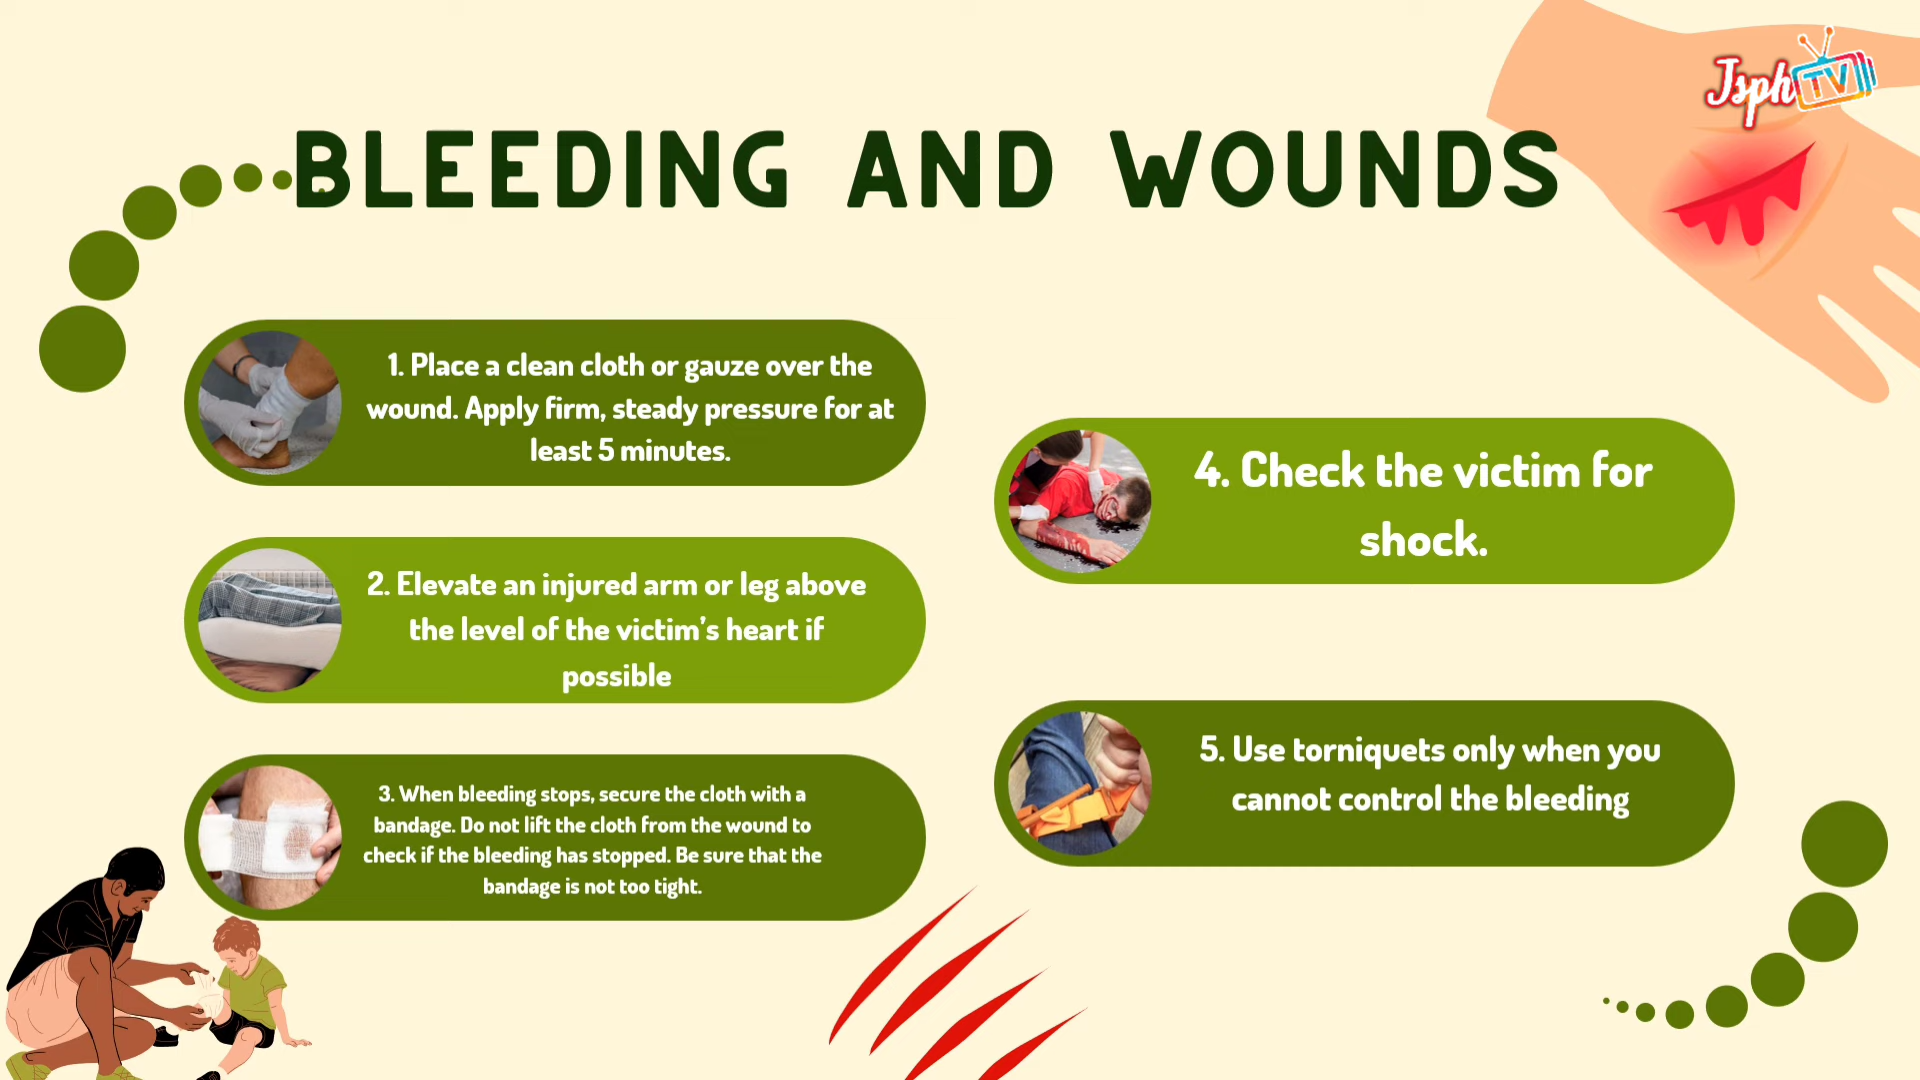 Jsph TV
BLEEDING AND WOUNDS
1. Place a clean cloth or gauze over the
wound. Apply firm, steady pressure for at
least 5 minutes.
2. Elevate an injured arm or leg above
the level of the victim's heart if
possible
3. When bleeding stops, secure the cloth with a
bandage. Do not lift the cloth from the wound to
check if the bleeding has stopped. Be sure that the
bandage is not too tight.
4. Check the victim for
shock.
5. Use torniquets only when you
cannot control the bleeding